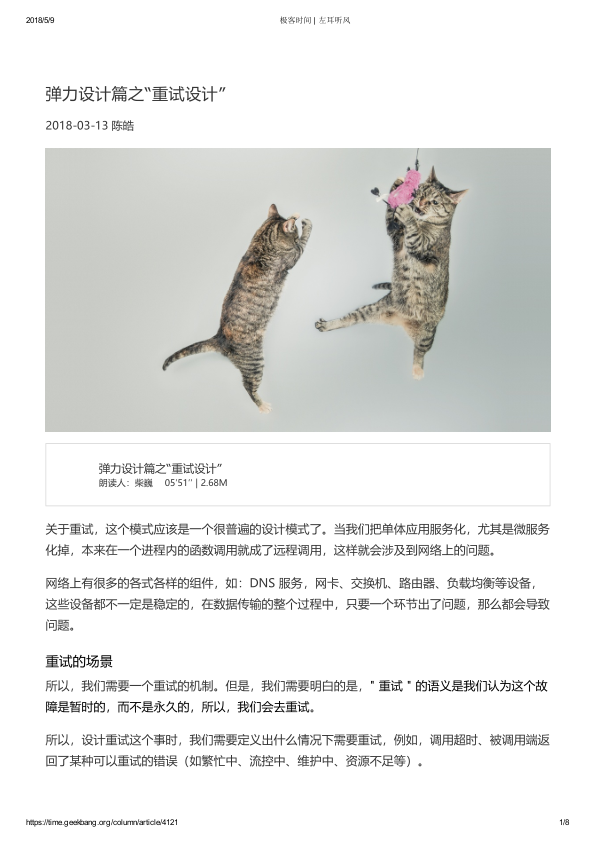 2018/5/9
极客时间 | 左耳听风
弹力设计篇之“重试设计”
2018-03-13 陈皓
弹力设计篇之“重试设计”
朗读人：柴巍 05'51'' | 2.68M
关于重试，这个模式应该是一个很普遍的设计模式了。当我们把单体应用服务化，尤其是微服务
化掉，本来在一个进程内的函数调用就成了远程调用，这样就会涉及到网络上的问题。
网络上有很多的各式各样的组件，如：DNS 服务，网卡、交换机、路由器、负载均衡等设备，
这些设备都不一定是稳定的，在数据传输的整个过程中，只要一个环节出了问题，那么都会导致
问题。
重试的场景
所以，我们需要一个重试的机制。但是，我们需要明白的是，" 重试 " 的语义是我们认为这个故
障是暂时的，而不是永久的，所以，我们会去重试。
所以，设计重试这个事时，我们需要定义出什么情况下需要重试，例如，调用超时、被调用端返
回了某种可以重试的错误（如繁忙中、流控中、维护中、资源不足等）。
https://time.geekbang.org/column/article/4121
1/8